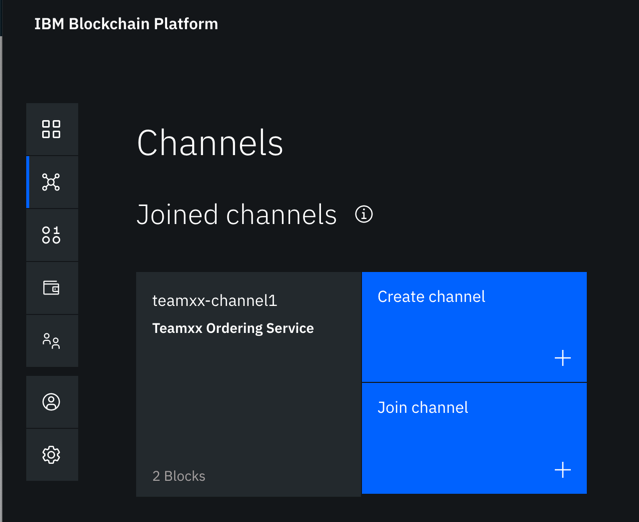 IBM Blockchain Platform
Channels
Joined channels
teamxx-channel1
Teamxx Ordering Service
2 Blocks
Create channel
Join channel